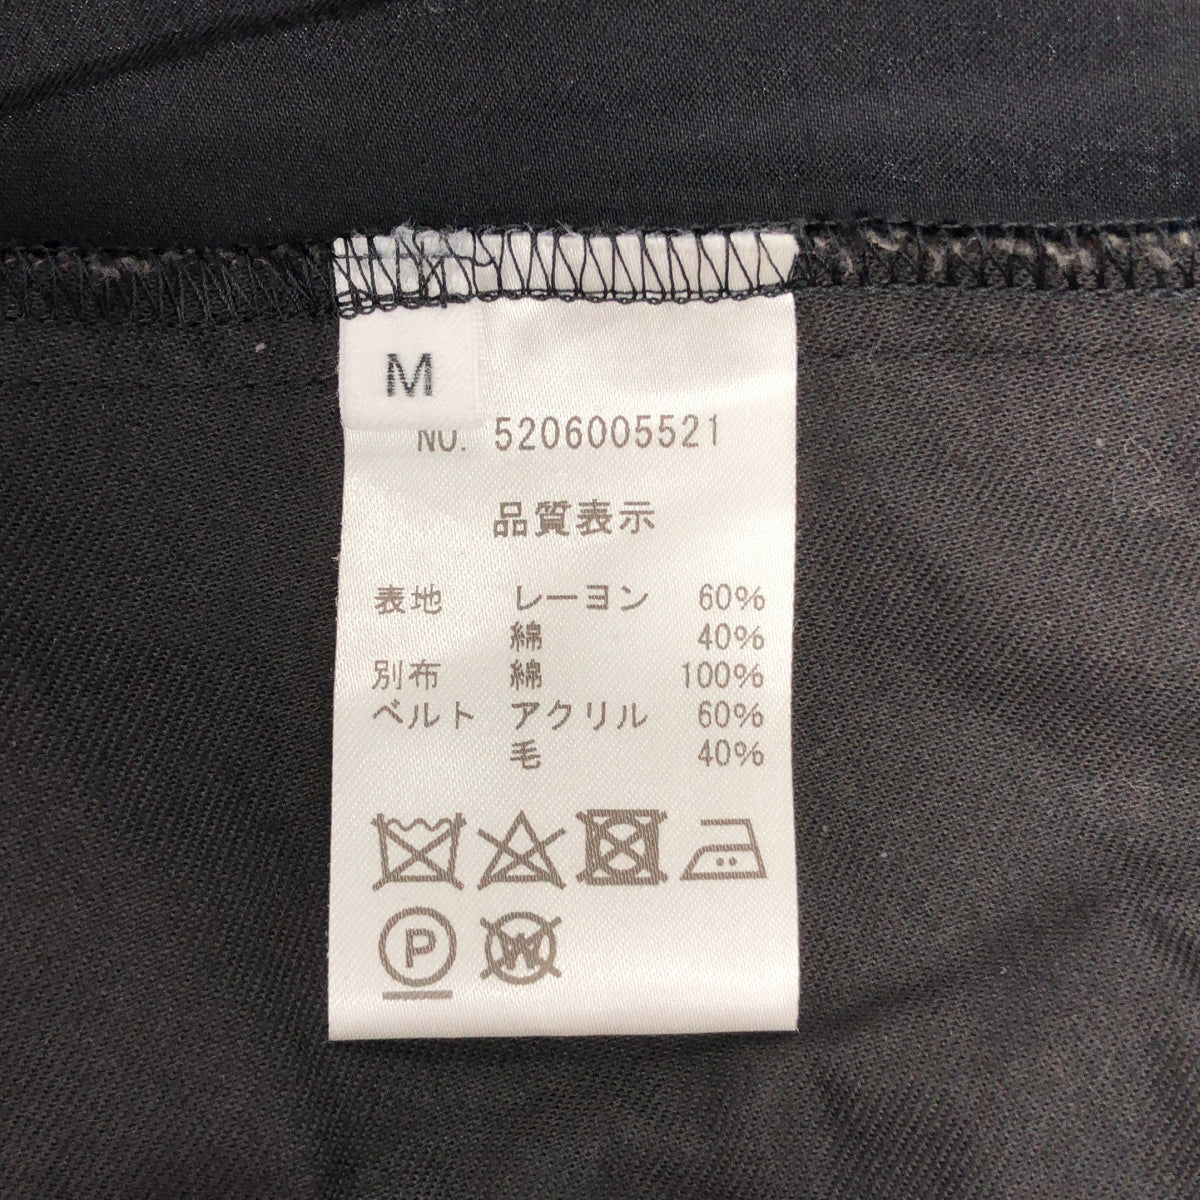 M
NO. 5206005521
品質表示
表地 レーヨン 60%
綿 40%
別布 綿 100%
ベルト アクリル 60%
毛 40%
P W